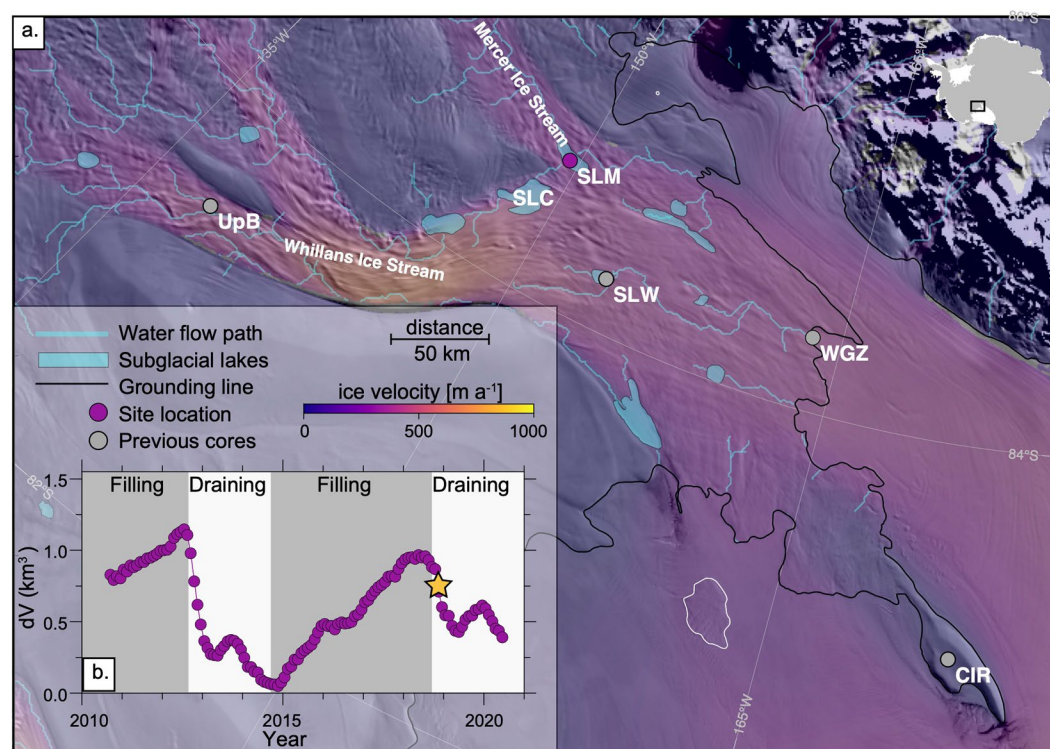 a.
135°W
Mercer Ice Stream
150°W
165°W
86°S
SLM
SLC
UpB
Whillans Ice Stream
SLW
WGZ
84°S
CIR
165°W
82°S
Water flow path
Subglacial lakes
Grounding line
Site location
Previous cores
distance
50 km
ice velocity [m a⁻¹]
0 500 1000
Filling Draining Filling Draining
dV (km³)
1.5
1.0
0.5
0.0
b.
2010 2015 2020
Year